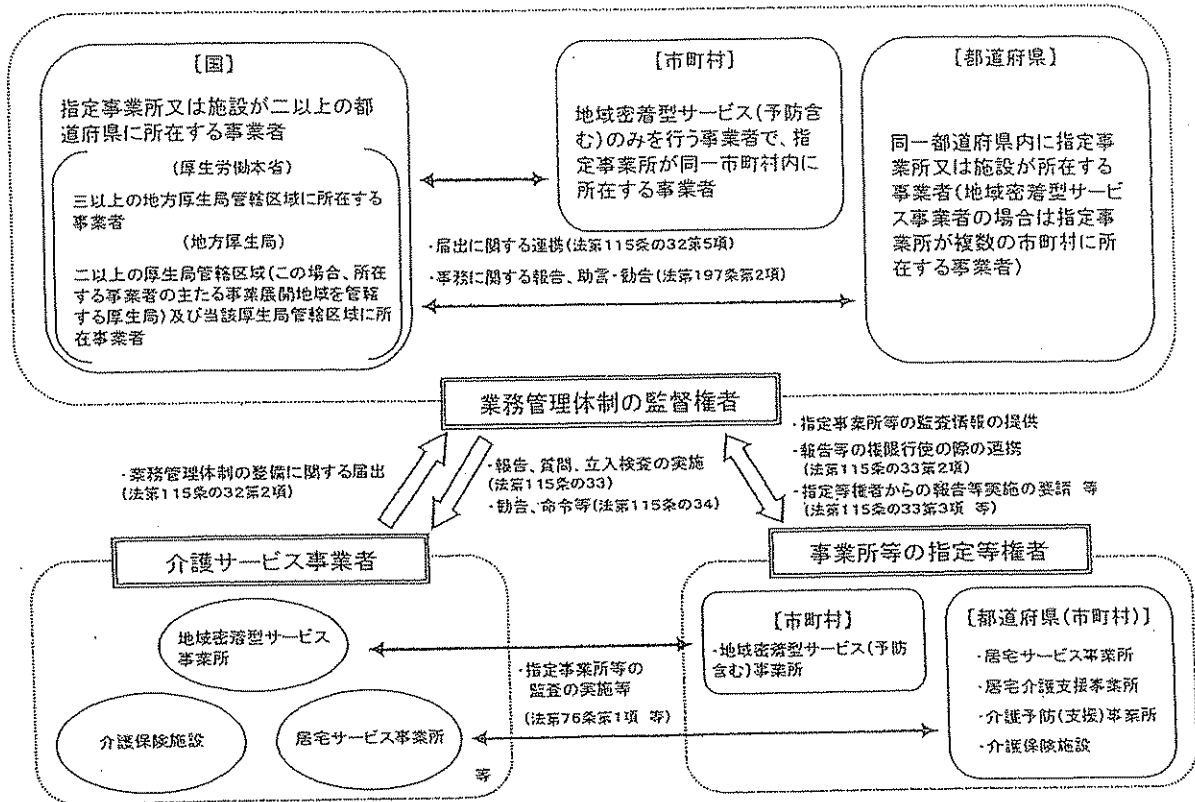 【国】
指定事業所又は施設が二以上の都
道府県に所在する事業者
(厚生労働本省)
三以上の地方厚生局管轄区域に所在する
事業者
(地方厚生局)
二以上の厚生局管轄区域(この場合、所在
する事業者の主たる事業展開地域を管轄
する厚生局)及び当該厚生局管轄区域に所
在事業者
【市町村】
地域密着型サービス(予防含
む)のみを行う事業者で、指
定事業所が同一市町村内に
所在する事業者
【都道府県】
同一都道府県内に指定事
業所又は施設が所在する
事業者(地域密着型サービ
ス事業者の場合は指定事
業所が複数の市町村に所
在する事業者)
・届出に関する連携(法第115条の32第5項)
・事務に関する報告、助言・勧告(法第197条第2項)
業務管理体制の監督権者
・業務管理体制の整備に関する届出
(法第115条の32第2項)
・報告、質問、立入検査の実施
(法第115条の33)
・勧告、命令等(法第115条の34)
・指定事業所等の監査情報の提供
・報告等の権限行使の際の連携
(法第115条の33第2項)
・指定等権者からの報告等実施の要請 等
(法第115条の33第3項 等)
介護サービス事業者
地域密着型サービス
事業所
介護保険施設
居宅サービス事業所
等
・指定事業所等の
監査の実施等
(法第76条第1項 等)
事業所等の指定等権者
【市町村】
・地域密着型サービス(予防
含む)事業所
【都道府県(市町村)】
・居宅サービス事業所
・居宅介護支援事業所
・介護予防(支援)事業所
・介護保険施設